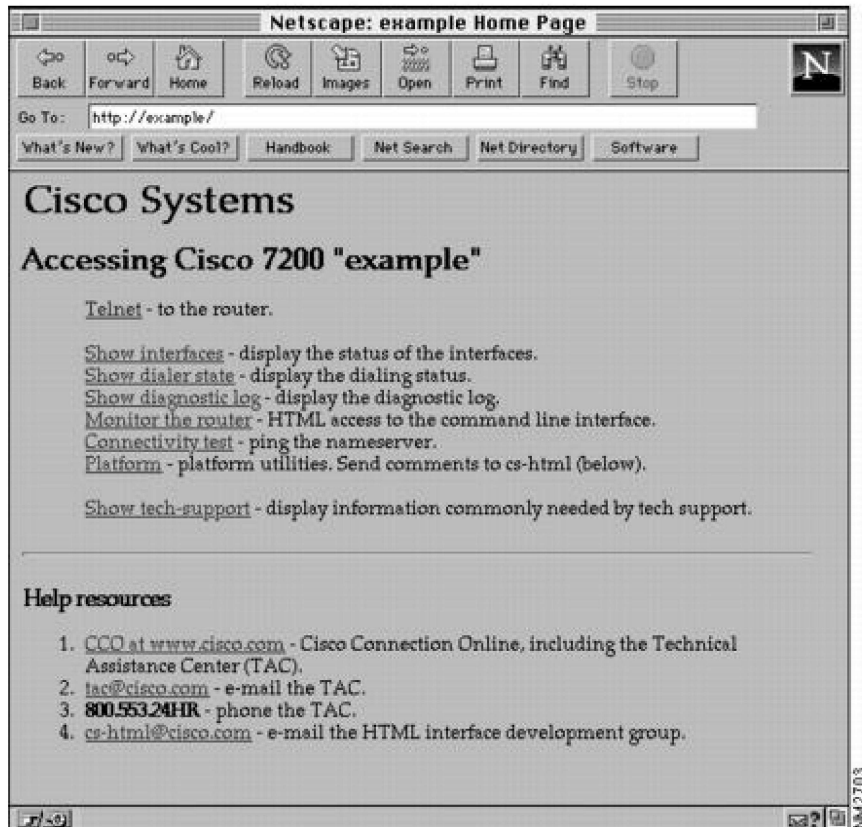 Netscape: example Home Page
Back Forward Home Reload Images Open Print Find Stop
N
Go To: http://example/
What's New? What's Cool? Handbook Net Search Net Directory Software
Cisco Systems
Accessing Cisco 7200 "example"
Telnet - to the router.
Show interfaces - display the status of the interfaces.
Show dialer state - display the dialing status.
Show diagnostic log - display the diagnostic log.
Monitor the router - HTML access to the command line interface.
Connectivity test - ping the nameserver.
Platform - platform utilities. Send comments to cs-html (below).
Show tech-support - display information commonly needed by tech support.
Help resources
1. CCO at www.cisco.com - Cisco Connection Online, including the Technical
Assistance Center (TAC).
2. tac@cisco.com - e-mail the TAC.
3. 800.553.24HR - phone the TAC.
4. cs-html@cisco.com - e-mail the HTML interface development group.
?